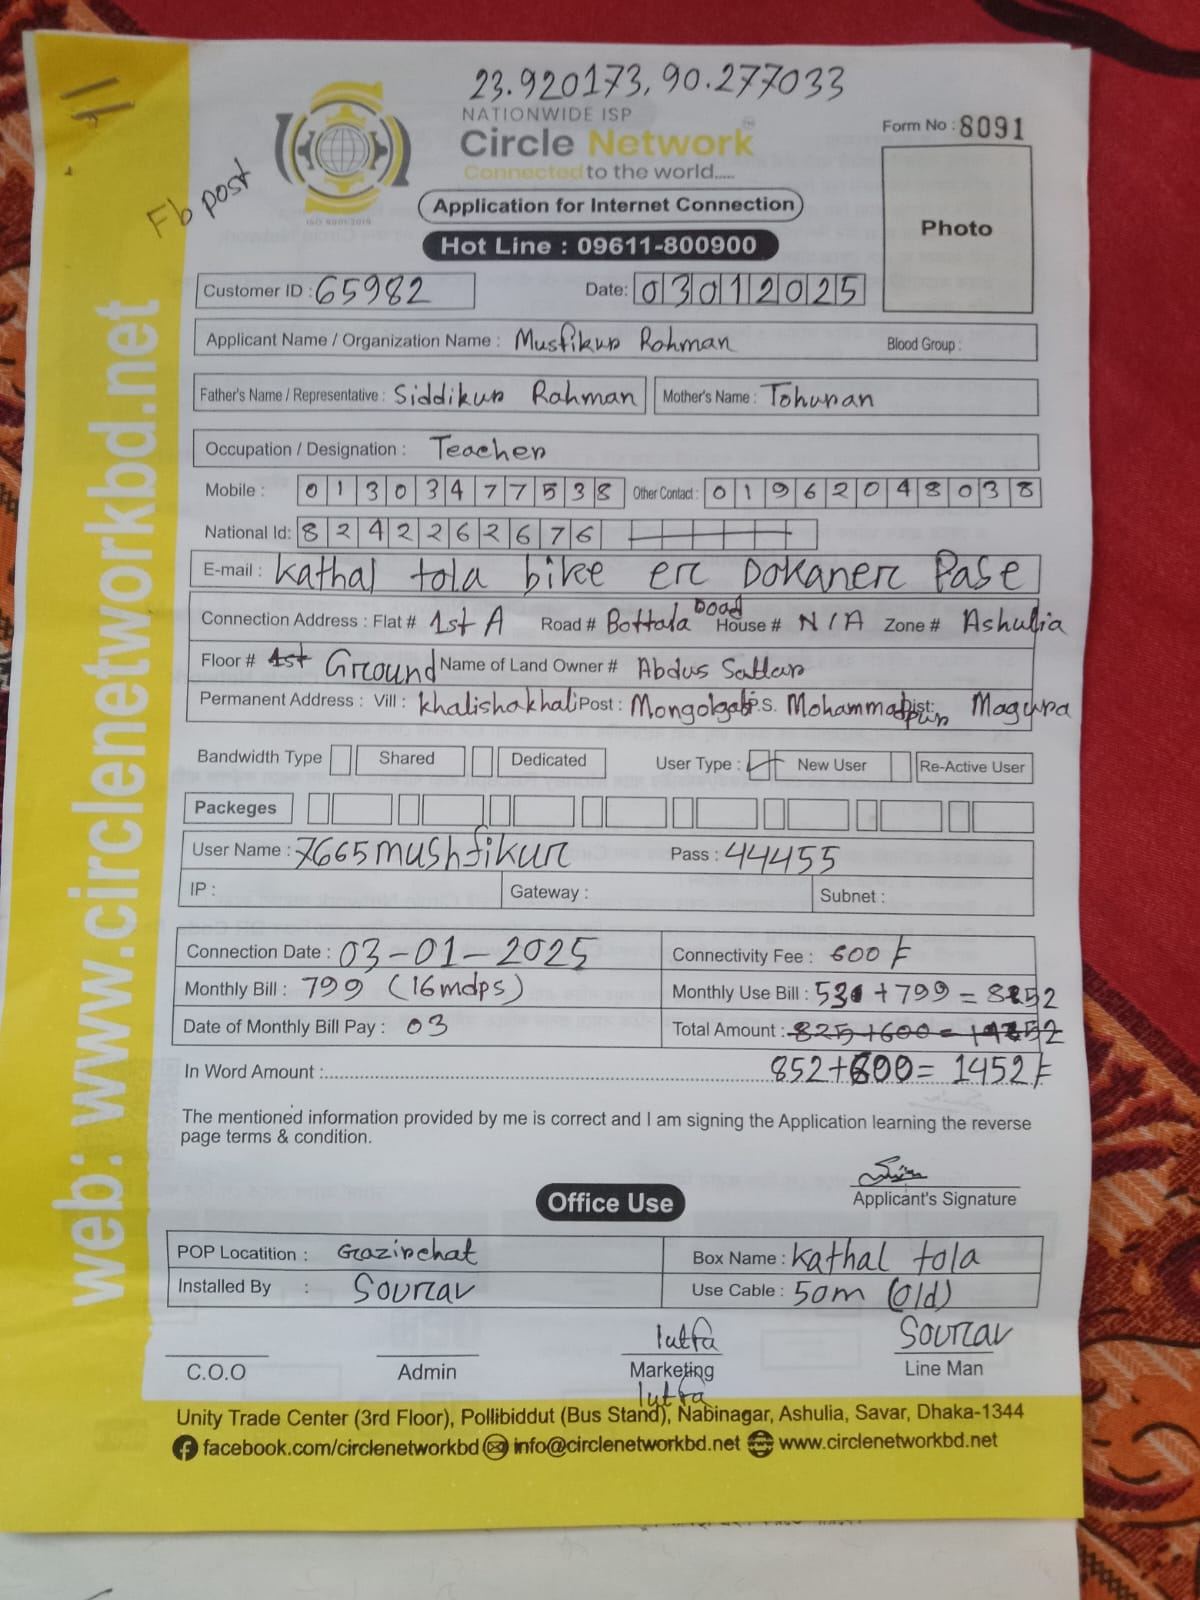 23.920173, 90.277033
NATIONWIDE ISP
Circle Network
Connected to the world.....
Form No : 8091
Fb post
ISO 9001:2015
Application for Internet Connection
Photo
Hot Line : 09611-800900
Customer ID : 65982 Date: 03012025
Applicant Name / Organization Name : Musfikur Rahman Blood Group :
Father's Name / Representative : Siddikur Rahman Mother's Name : Tohuran
Occupation / Designation : Teacher
Mobile : 01303477538 Other Contact : 01962048038
National Id: 8242262676
E-mail : kathal tola bike er Dokaner Pase
Connection Address : Flat # 1st A Road # Bottala Road House # N/A Zone # Ashulia
Floor # 1st Ground Name of Land Owner # Abdus Sattar
Permanent Address : Vill : khalishakhali Post : P.S. Mohammadpur Dist: Magura
Bandwidth Type Shared Dedicated User Type : New User Re-Active User
Packeges
User Name : 7665mushfikur Pass : 44455
IP : Gateway : Subnet :
Connection Date : 03-01-2025 Connectivity Fee : 600
Monthly Bill : 799 (16mdps) Monthly Use Bill : +799 =
Date of Monthly Bill Pay : 03 Total Amount : 825+600 =
In Word Amount : 852+600 = 1452
The mentioned information provided by me is correct and I am signing the Application learning the reverse
page terms & condition.
Applicant's Signature
Office Use
POP Locatition : Gazirchat Box Name : kathal tola
Installed By : Sourav Use Cable : 50m (old)
lutfa Sourav
C.O.O Admin Marketing Line Man
lutfa
Unity Trade Center (3rd Floor), Pollibiddut (Bus Stand), Nabinagar, Ashulia, Savar, Dhaka-1344
facebook.com/circlenetworkbd info@circlenetworkbd.net www.circlenetworkbd.net
web: www.circlenetworkbd.net